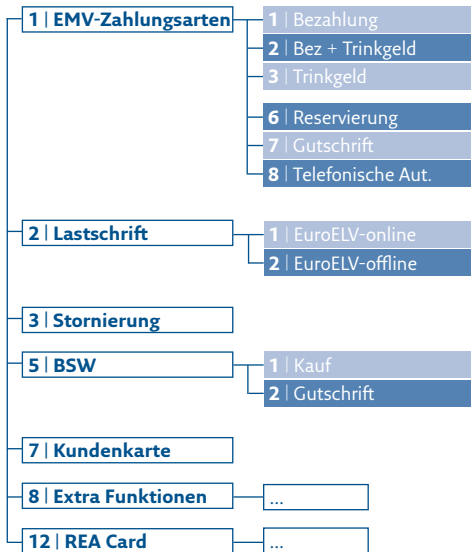 1 | EMV-Zahlungsarten
1 | Bezahlung
2 | Bez + Trinkgeld
3 | Trinkgeld
6 | Reservierung
7 | Gutschrift
8 | Telefonische Aut.
2 | Lastschrift
1 | EuroELV-online
2 | EuroELV-offline
3 | Stornierung
5 | BSW
1 | Kauf
2 | Gutschrift
7 | Kundenkarte
8 | Extra Funktionen
...
12 | REA Card
...